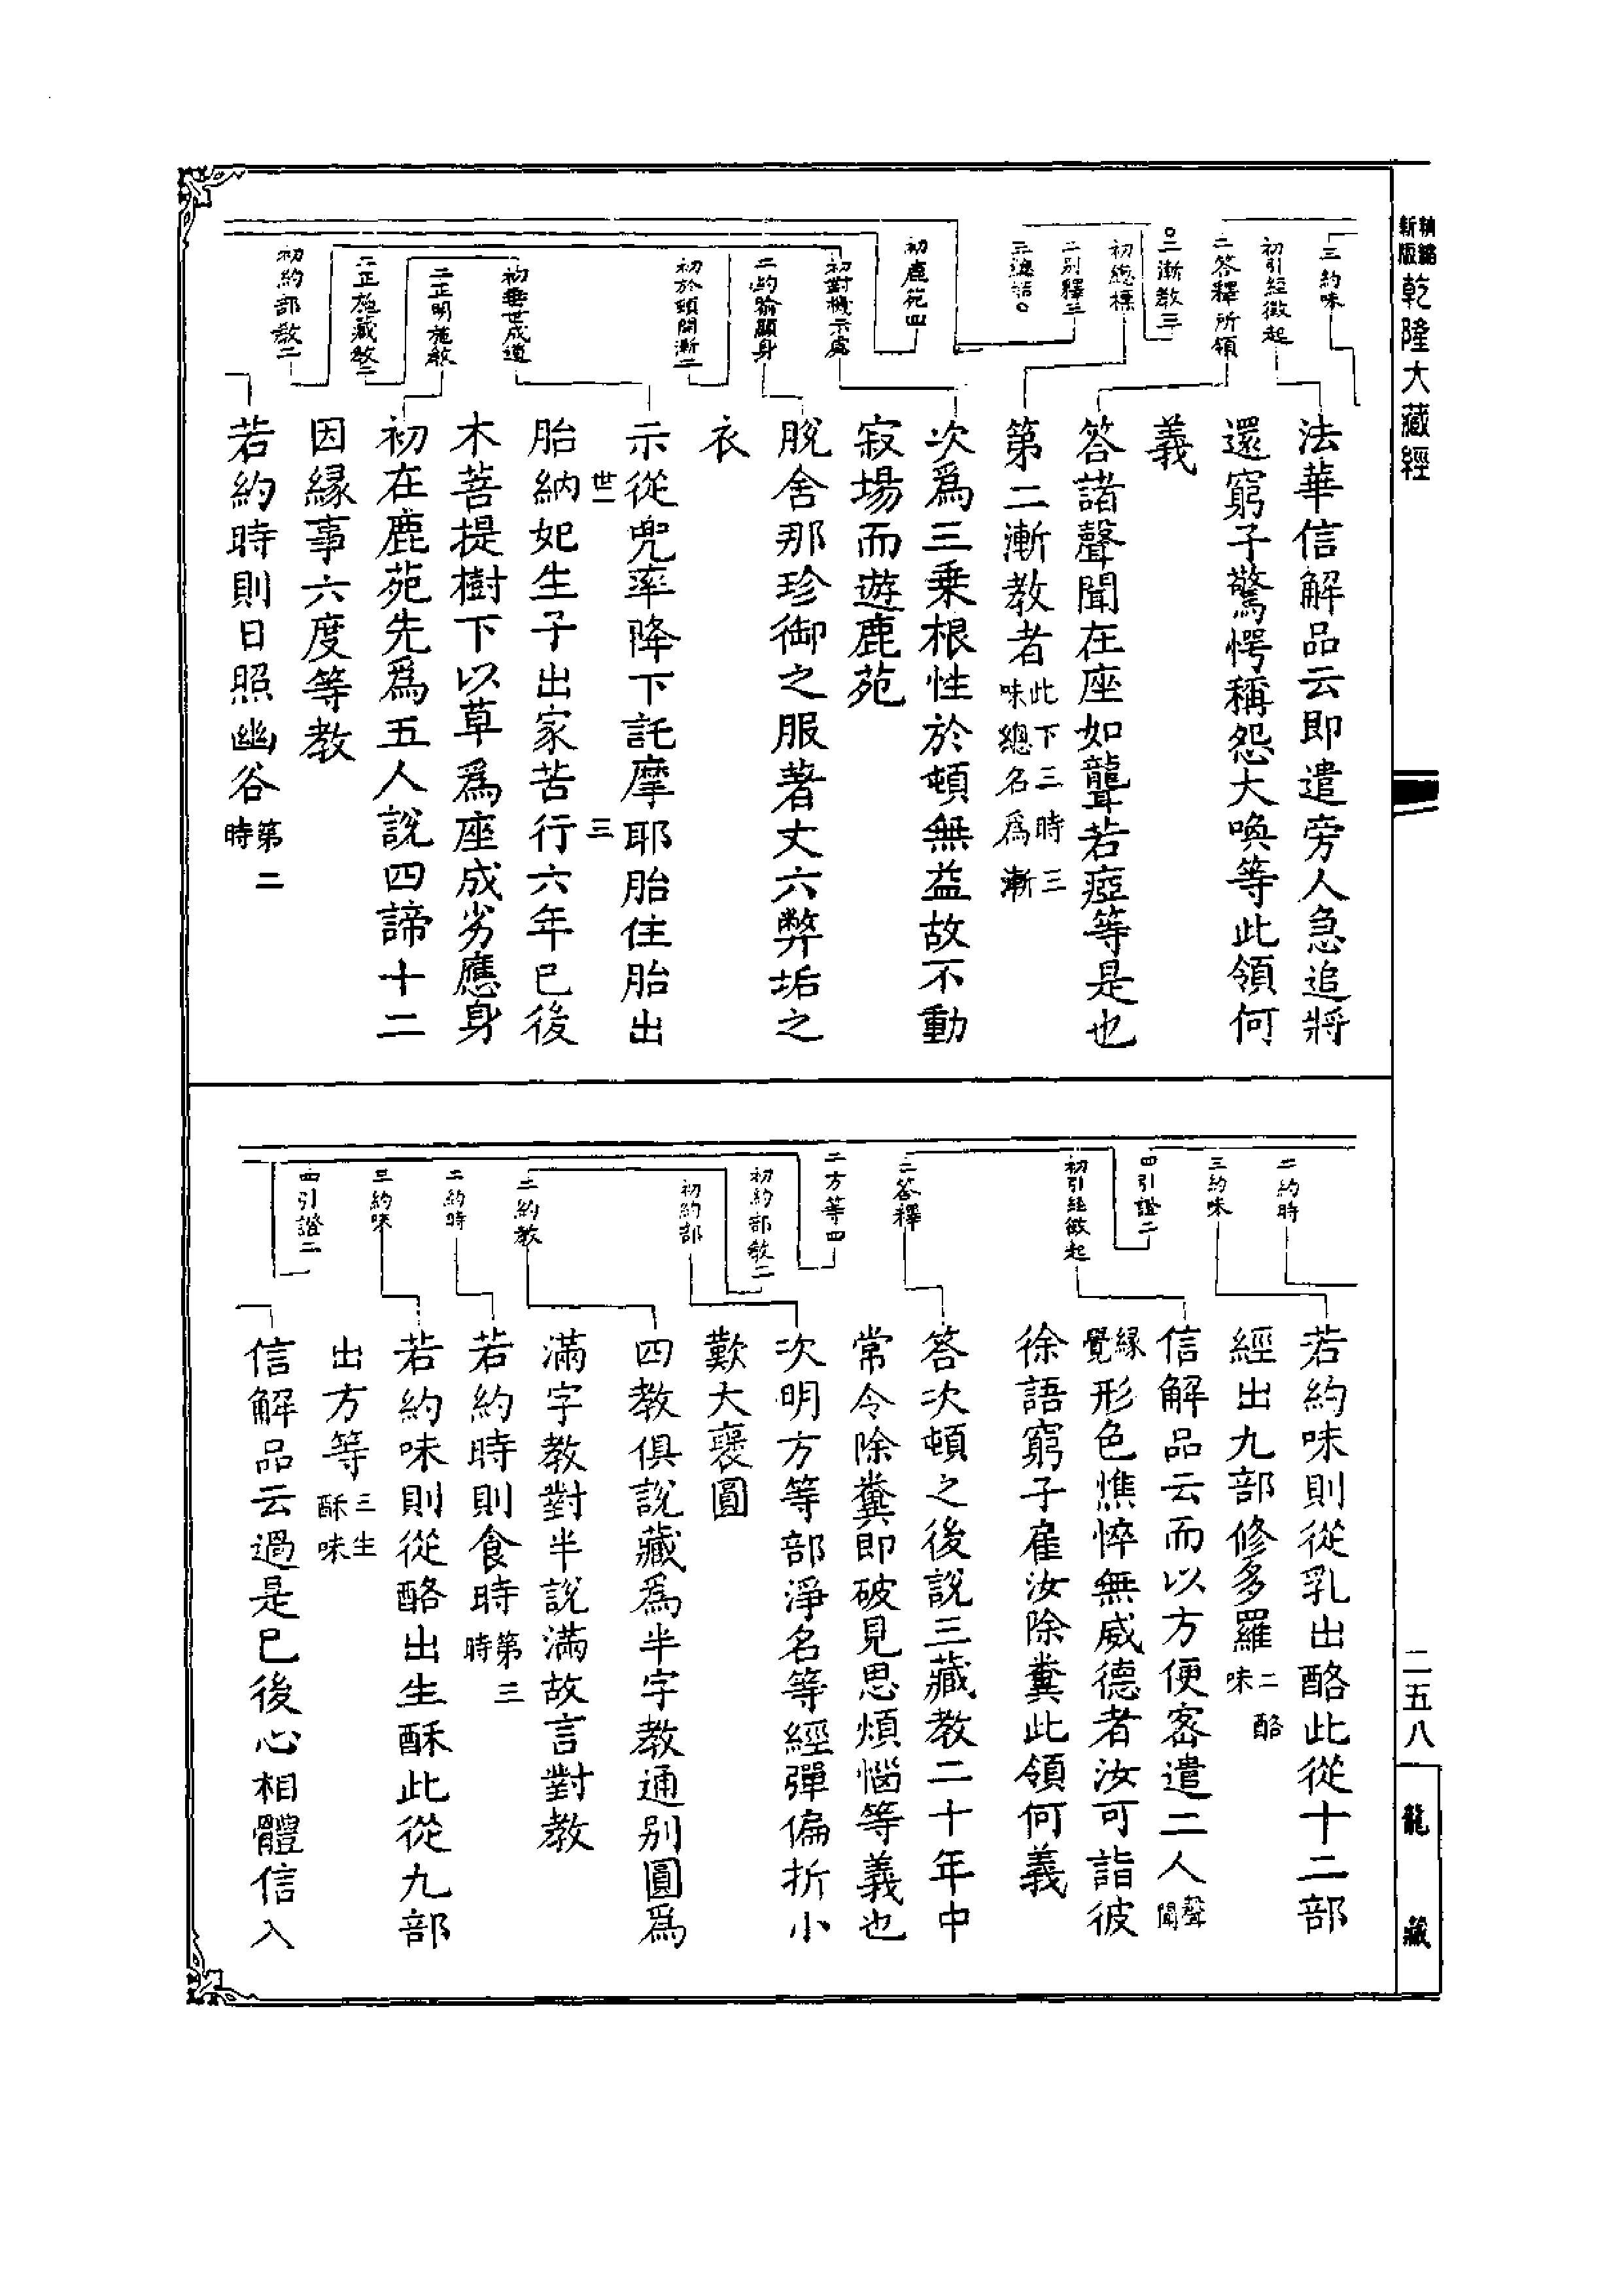 新版
精縮
乾隆大藏經
二五八
龍藏
三約味
初引經徵起
二答釋所領
○二漸教三
初總標
二別釋三
三總結○
初鹿苑四
初對機示處
二約喻顯身
初於頓開漸二
初垂世成道
二正明施教
二正施藏教二
初約部教二
法華信解品云即遣旁人急追將
還窮子驚愕稱怨大喚等此領何
義
答諸聲聞在座如聾若瘂等是也
第二漸教者此下三時三味總名爲漸
次爲三乗根性於頓無益故不動
寂場而遊鹿苑
脫舍那珍御之服著丈六弊垢之
衣
示從兜率降下託摩耶胎住胎出
世一 三
胎納妃生子出家苦行六年已後
木菩提樹下以草爲座成劣應身
初在鹿苑先爲五人說四諦十二
因緣事六度等教
若約時則日照幽谷第二時
二約時
三約味
四引證二
初引經徵起
二答釋
二方等四
初約部教二
初約部
二約教
二約時
三約味
四引證二
若約味則從乳出酪此從十二部
經出九部修多羅二酪味
信解品云而以方便密遣二人聲聞
緣覺形色憔悴無威德者汝可詣彼
徐語窮子雇汝除糞此領何義
答次頓之後說三藏教二十年中
常令除糞即破見思煩惱等義也
次明方等部淨名等經彈偏折小
歎大褒圓
四教俱說藏爲半字教通別圓爲
滿字教對半說滿故言對教
若約時則食時第三時
若約味則從酪出生酥此從九部
出方等三生酥味
信解品云過是已後心相體信入